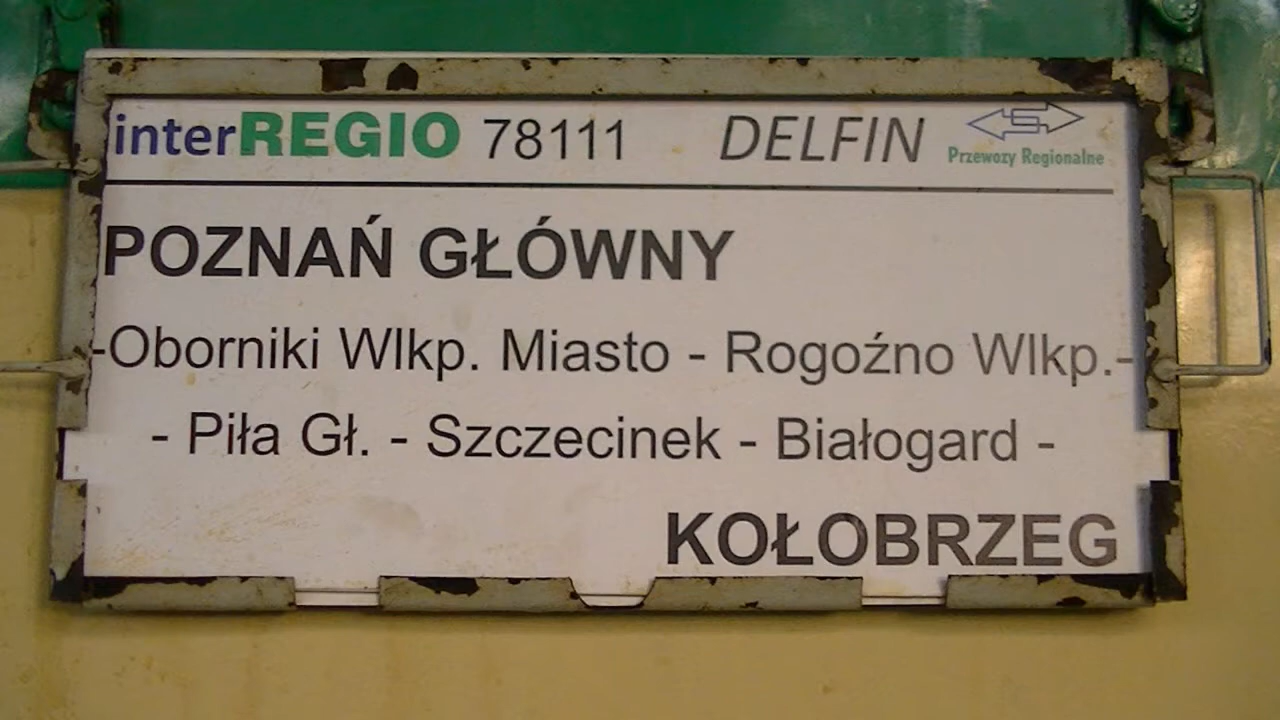 interREGIO 78111 DELFIN Przewozy Regionalne
POZNAŃ GŁÓWNY
-Oborniki Wlkp. Miasto - Rogoźno Wlkp.-
- Piła Gł. - Szczecinek - Białogard -
KOŁOBRZEG